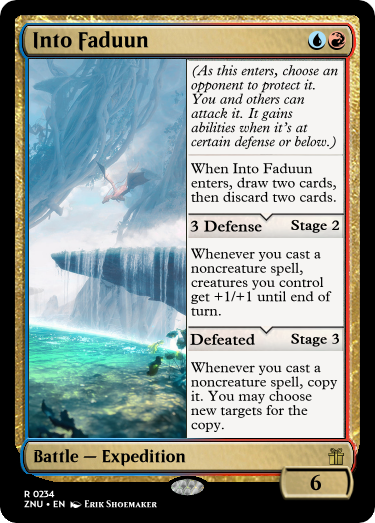 Into Faduun
(As this enters, choose an
opponent to protect it.
You and others can
attack it. It gains
abilities when it's at
certain defense or below.)
When Into Faduun
enters, draw two cards,
then discard two cards.
3 Defense Stage 2
Whenever you cast a
noncreature spell,
creatures you control
get +1/+1 until end of
turn.
Defeated Stage 3
Whenever you cast a
noncreature spell, copy
it. You may choose
new targets for the
copy.
Battle — Expedition
6
R 0234
ZNU • EN Erik Shoemaker